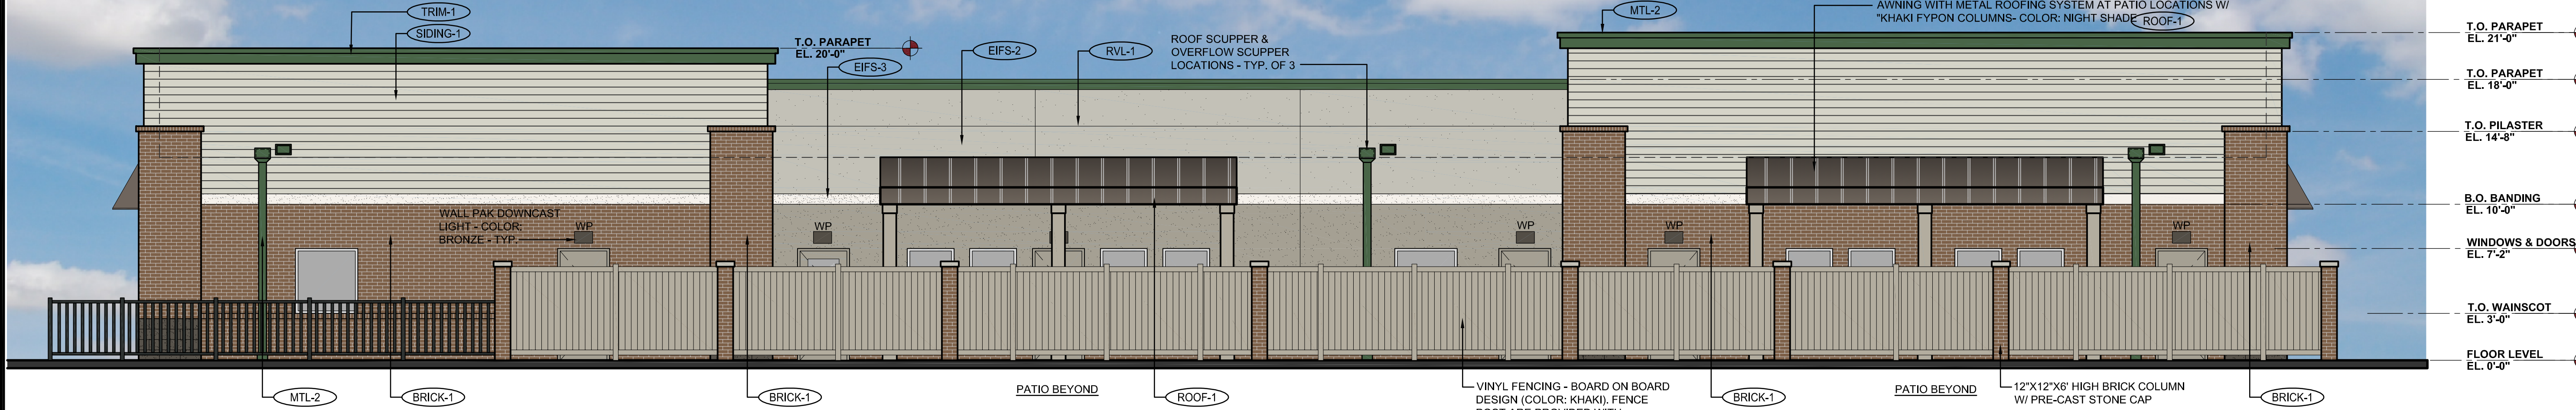 TRIM-1
SIDING-1
T.O. PARAPET
EL. 20'-0"
EIFS-3
EIFS-2
RVL-1
ROOF SCUPPER &
OVERFLOW SCUPPER
LOCATIONS - TYP. OF 3
MTL-2
AWNING WITH METAL ROOFING SYSTEM AT PATIO LOCATIONS W/
"KHAKI FYPON COLUMNS- COLOR: NIGHT SHADE
ROOF-1
T.O. PARAPET
EL. 21'-0"
T.O. PARAPET
EL. 18'-0"
T.O. PILASTER
EL. 14'-8"
B.O. BANDING
EL. 10'-0"
WINDOWS & DOORS
EL. 7'-2"
T.O. WAINSCOT
EL. 3'-0"
FLOOR LEVEL
EL. 0'-0"
WALL PAK DOWNCAST
LIGHT - COLOR:
BRONZE - TYP.
WP
WP
WP
WP
WP
MTL-2
BRICK-1
BRICK-1
PATIO BEYOND
ROOF-1
VINYL FENCING - BOARD ON BOARD
DESIGN (COLOR: KHAKI). FENCE
POST ARE PROVIDED WITH
BRICK-1
PATIO BEYOND
12"X12"X6' HIGH BRICK COLUMN
W/ PRE-CAST STONE CAP
BRICK-1